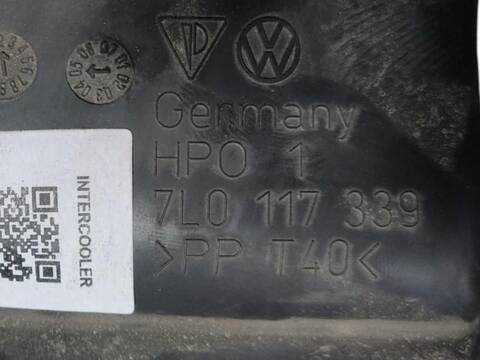 Germany
HPO 1
7L0 117 339
>PP T40<
INTERCOOLER